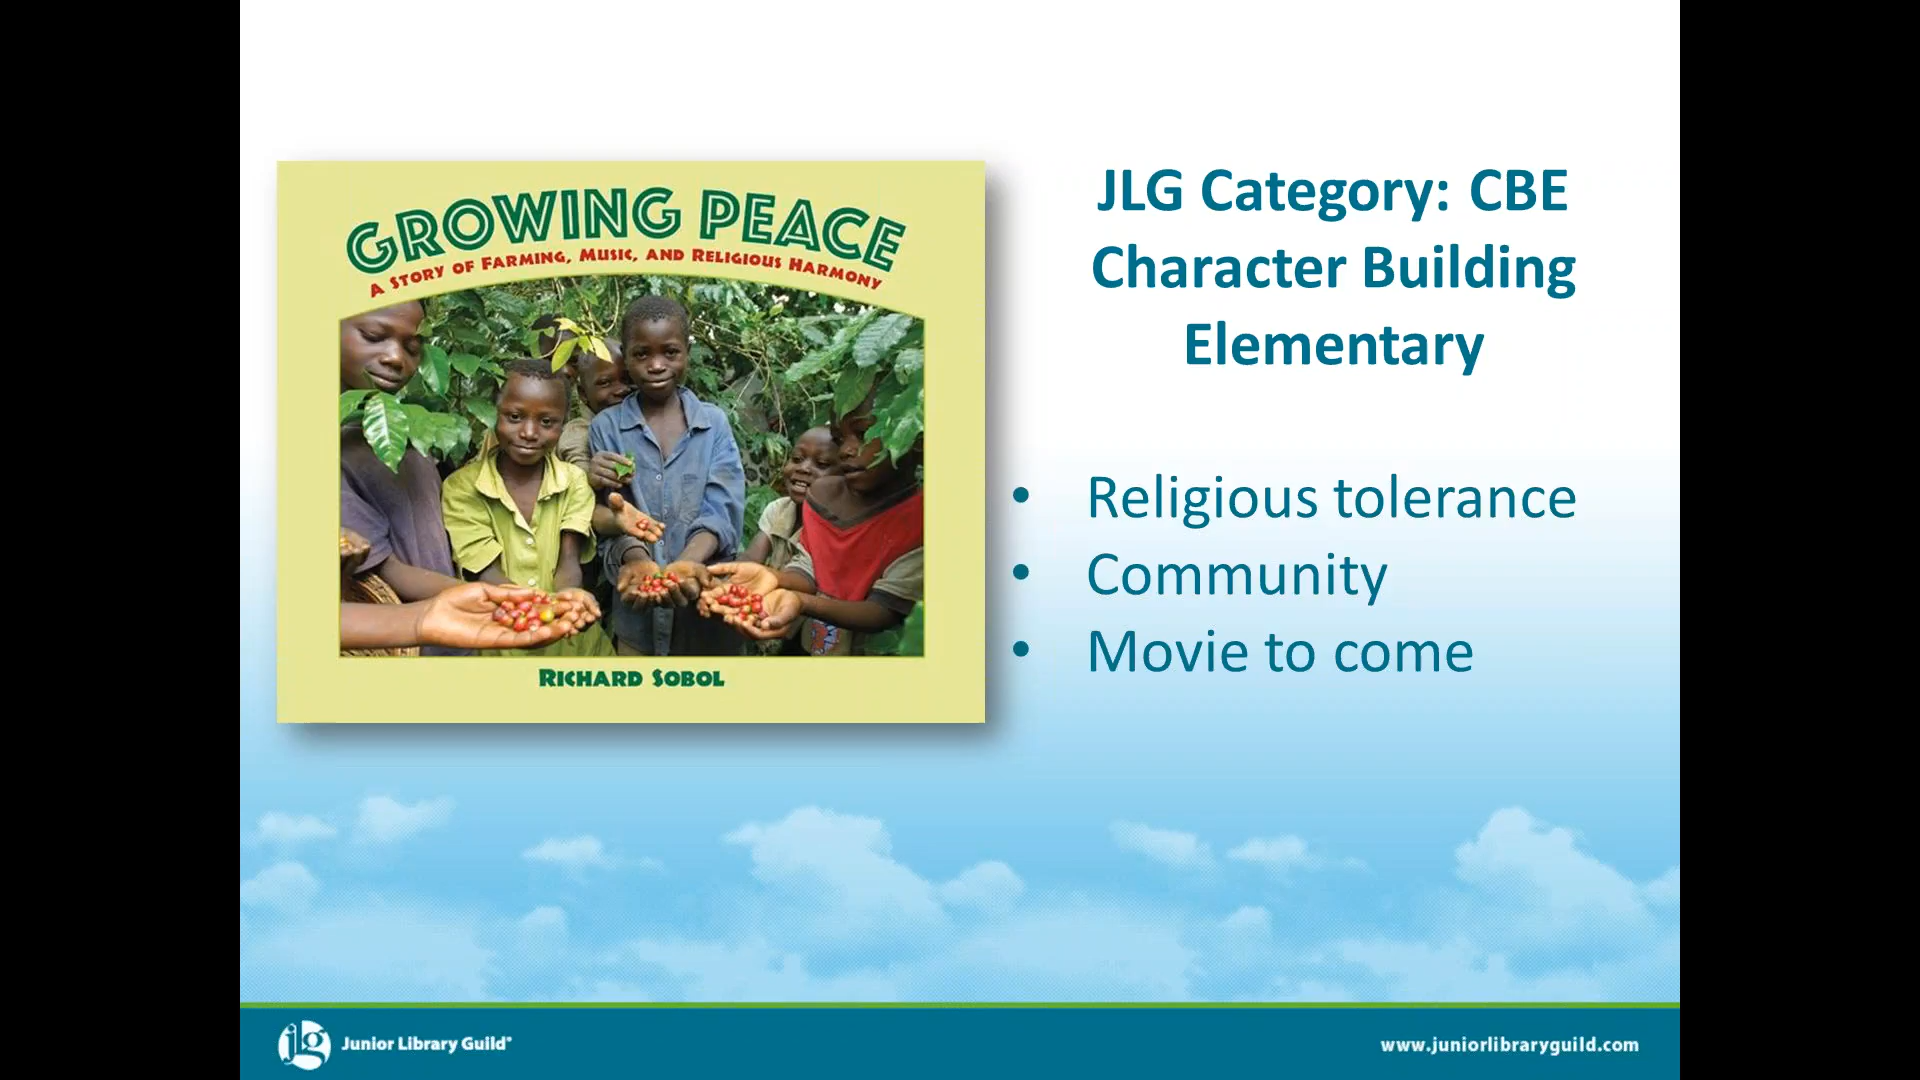 GROWING PEACE
A STORY OF FARMING, MUSIC, AND RELIGIOUS HARMONY
RICHARD SOBOL
JLG Category: CBE
Character Building
Elementary
• Religious tolerance
• Community
• Movie to come
jlg Junior Library Guild®
www.juniorlibraryguild.com